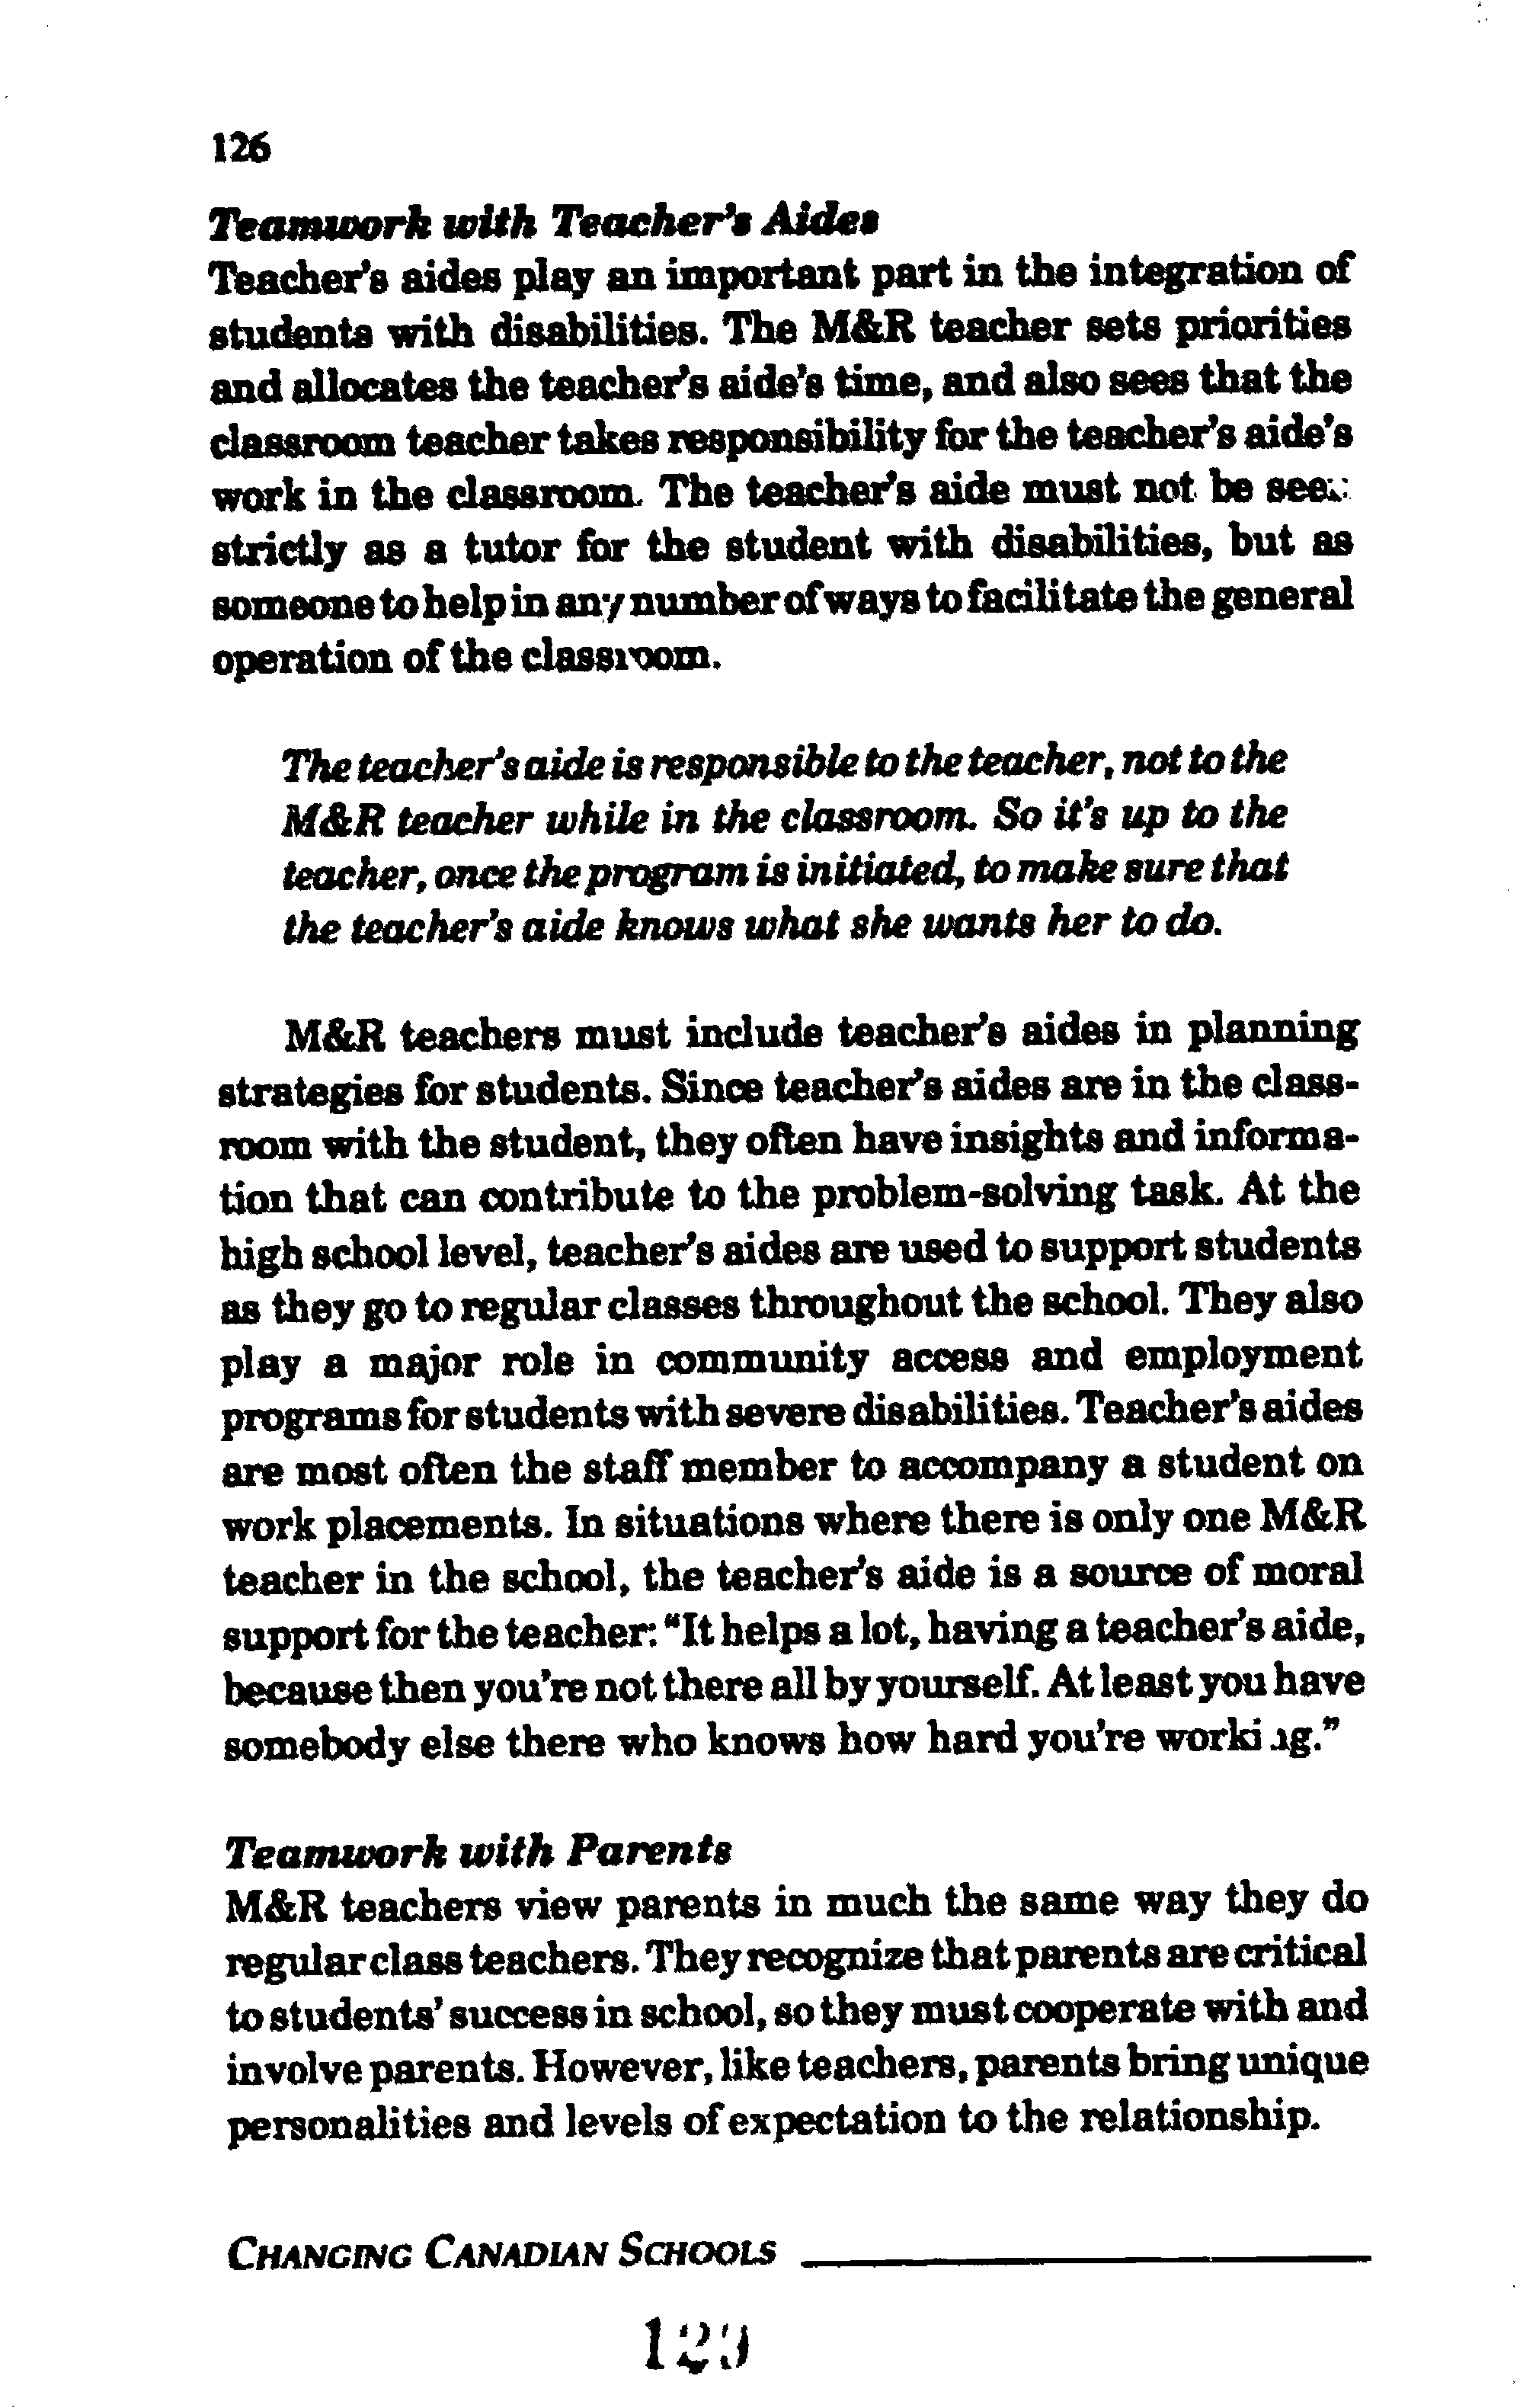 126
Teamwork with Teacher's Aides
Teacher's aides play an important part in the integration of
students with disabilities. The M&R teacher sets priorities
and allocates the teacher's aide's time, and also sees that the
classroom teacher takes responsibility for the teacher's aide's
work in the classroom. The teacher's aide must not be seen
strictly as a tutor for the student with disabilities, but as
someone to help in any number of ways to facilitate the general
operation of the classroom.
The teacher's aide is responsible to the teacher, not to the
M&R teacher while in the classroom. So it's up to the
teacher, once the program is initiated, to make sure that
the teacher's aide knows what she wants her to do.
M&R teachers must include teacher's aides in planning
strategies for students. Since teacher's aides are in the class-
room with the student, they often have insights and informa-
tion that can contribute to the problem-solving task. At the
high school level, teacher's aides are used to support students
as they go to regular classes throughout the school. They also
play a major role in community access and employment
programs for students with severe disabilities. Teacher's aides
are most often the staff member to accompany a student on
work placements. In situations where there is only one M&R
teacher in the school, the teacher's aide is a source of moral
support for the teacher: "It helps a lot, having a teacher's aide,
because then you're not there all by yourself. At least you have
somebody else there who knows how hard you're working."
Teamwork with Parents
M&R teachers view parents in much the same way they do
regular class teachers. They recognize that parents are critical
to students' success in school, so they must cooperate with and
involve parents. However, like teachers, parents bring unique
personalities and levels of expectation to the relationship.
CHANGING CANADIAN SCHOOLS